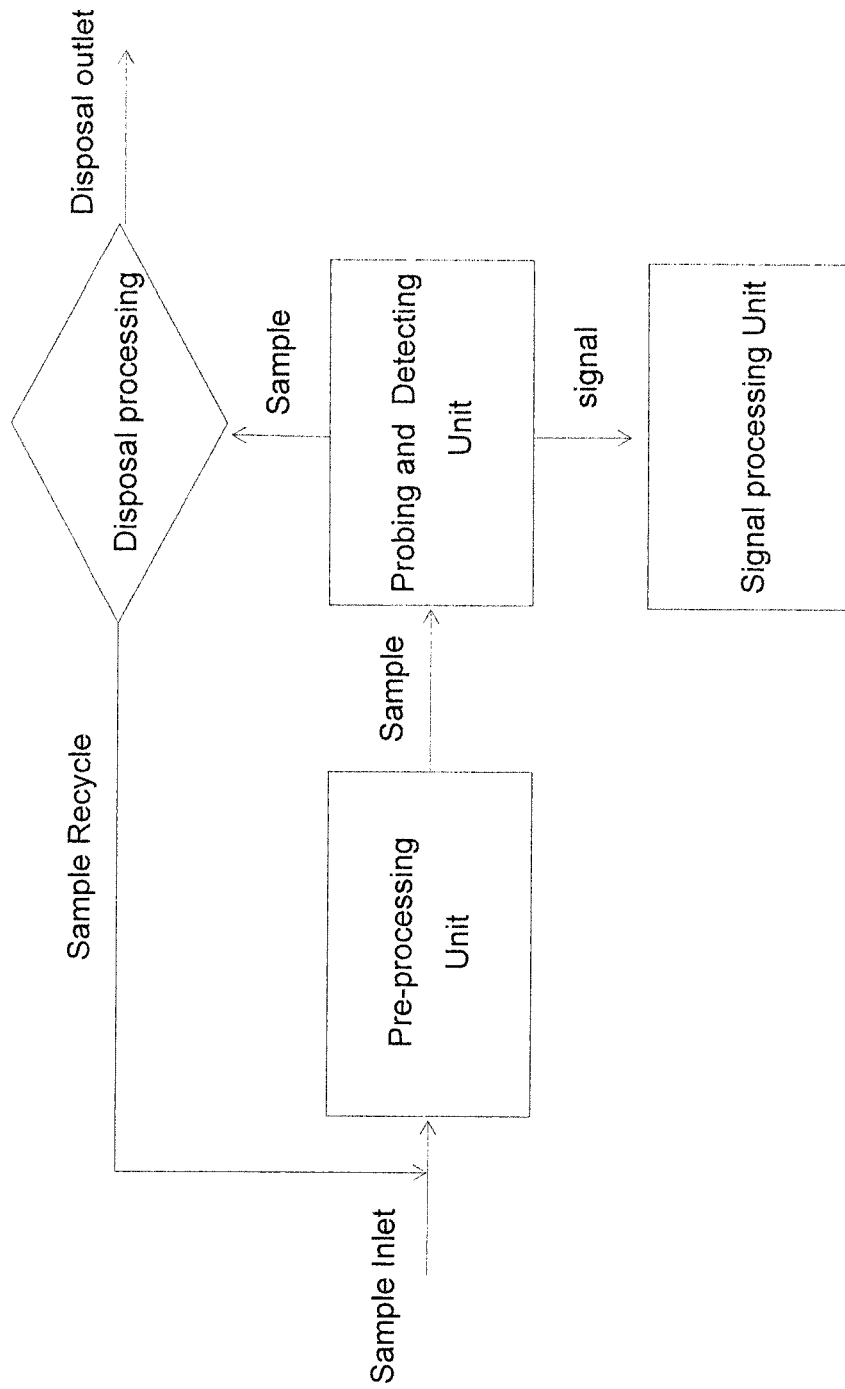 Sample Recycle
Disposal processing
Disposal outlet
Sample
Sample Inlet
Pre-processing
Unit
Sample
Probing and Detecting
Unit
signal
Signal processing Unit